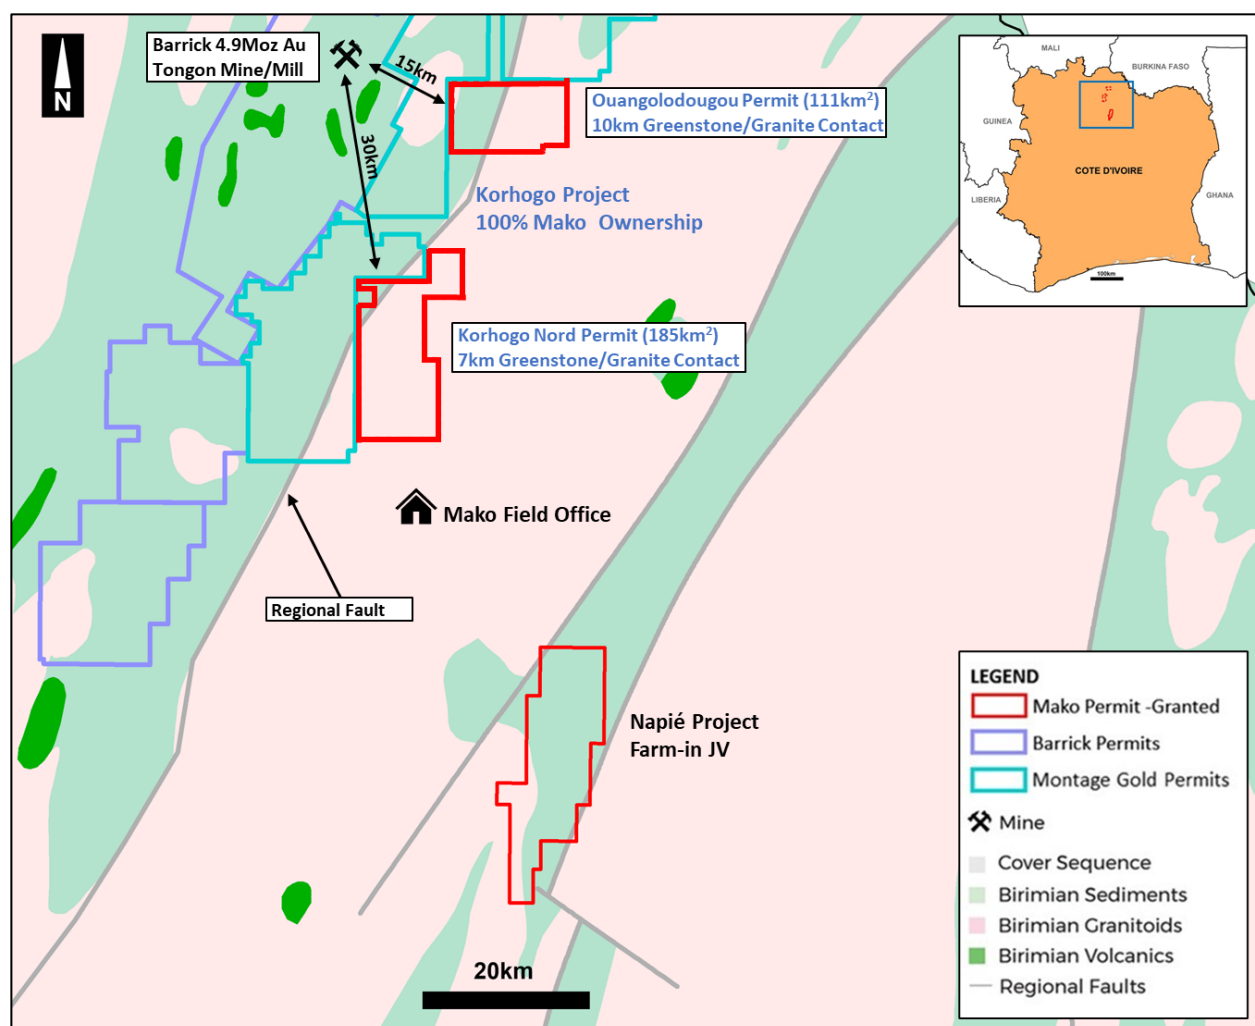 N
Barrick 4.9Moz Au
Tongon Mine/Mill
15km
30km
Ouangolodougou Permit (111km²)
10km Greenstone/Granite Contact
Korhogo Project
100% Mako Ownership
Korhogo Nord Permit (185km²)
7km Greenstone/Granite Contact
Mako Field Office
Regional Fault
Napié Project
Farm-in JV
20km
MALI
BURKINA FASO
GUINEA
COTE D'IVOIRE
LIBERIA
GHANA
100km
LEGEND
Mako Permit -Granted
Barrick Permits
Montage Gold Permits
Mine
Cover Sequence
Birimian Sediments
Birimian Granitoids
Birimian Volcanics
Regional Faults